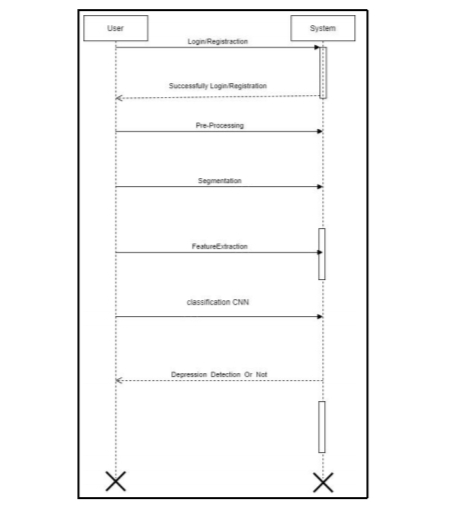 User
System
Login/Registraction
Successfully Login/Registration
Pre-Processing
Segmentation
FeatureExtraction
classification CNN
Depression Detection Or Not